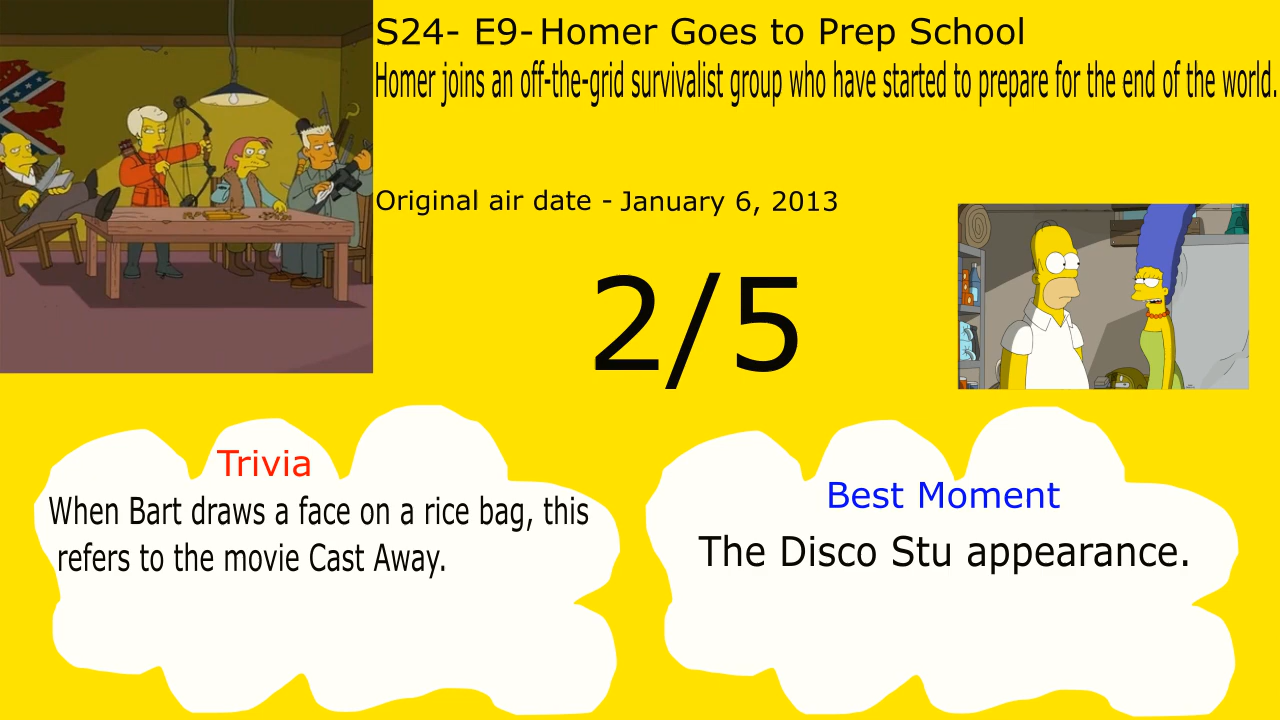 S24- E9-Homer Goes to Prep School
Homer joins an off-the-grid survivalist group who have started to prepare for the end of the world.
Original air date - January 6, 2013
2/5
Trivia
When Bart draws a face on a rice bag, this
refers to the movie Cast Away.
Best Moment
The Disco Stu appearance.